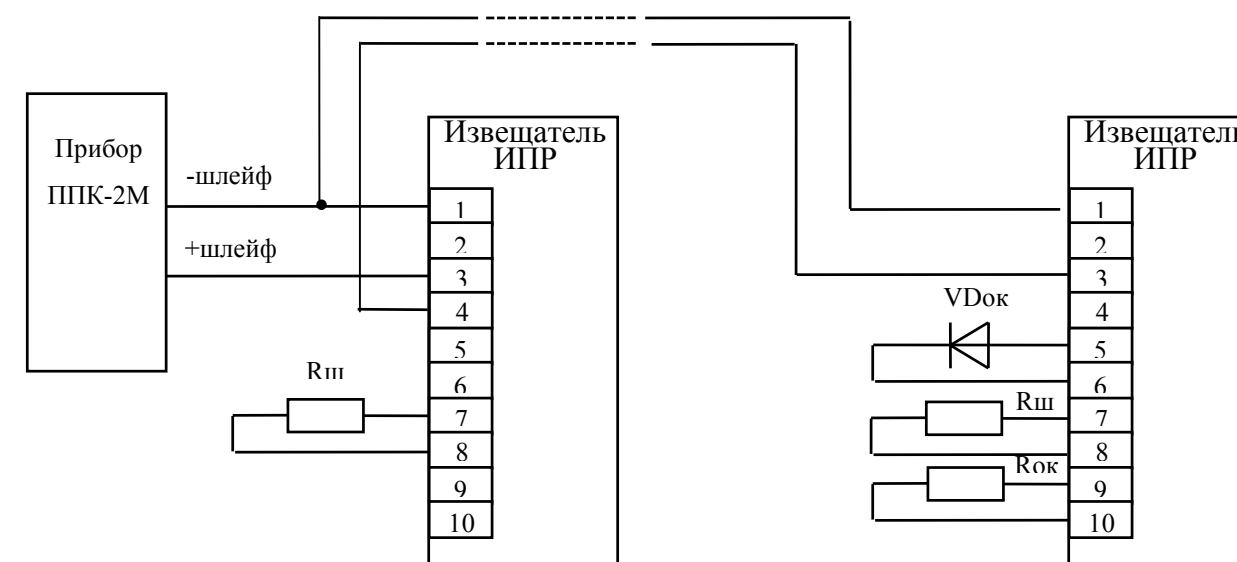 Прибор
ППК-2М
-шлейф
+шлейф
Извещатель
ИПР
1
2
3
4
5
6
7
8
9
10
Rш
Извещатель
ИПР
1
2
3
4
5
6
7
8
9
10
VDок
Rш
Rок